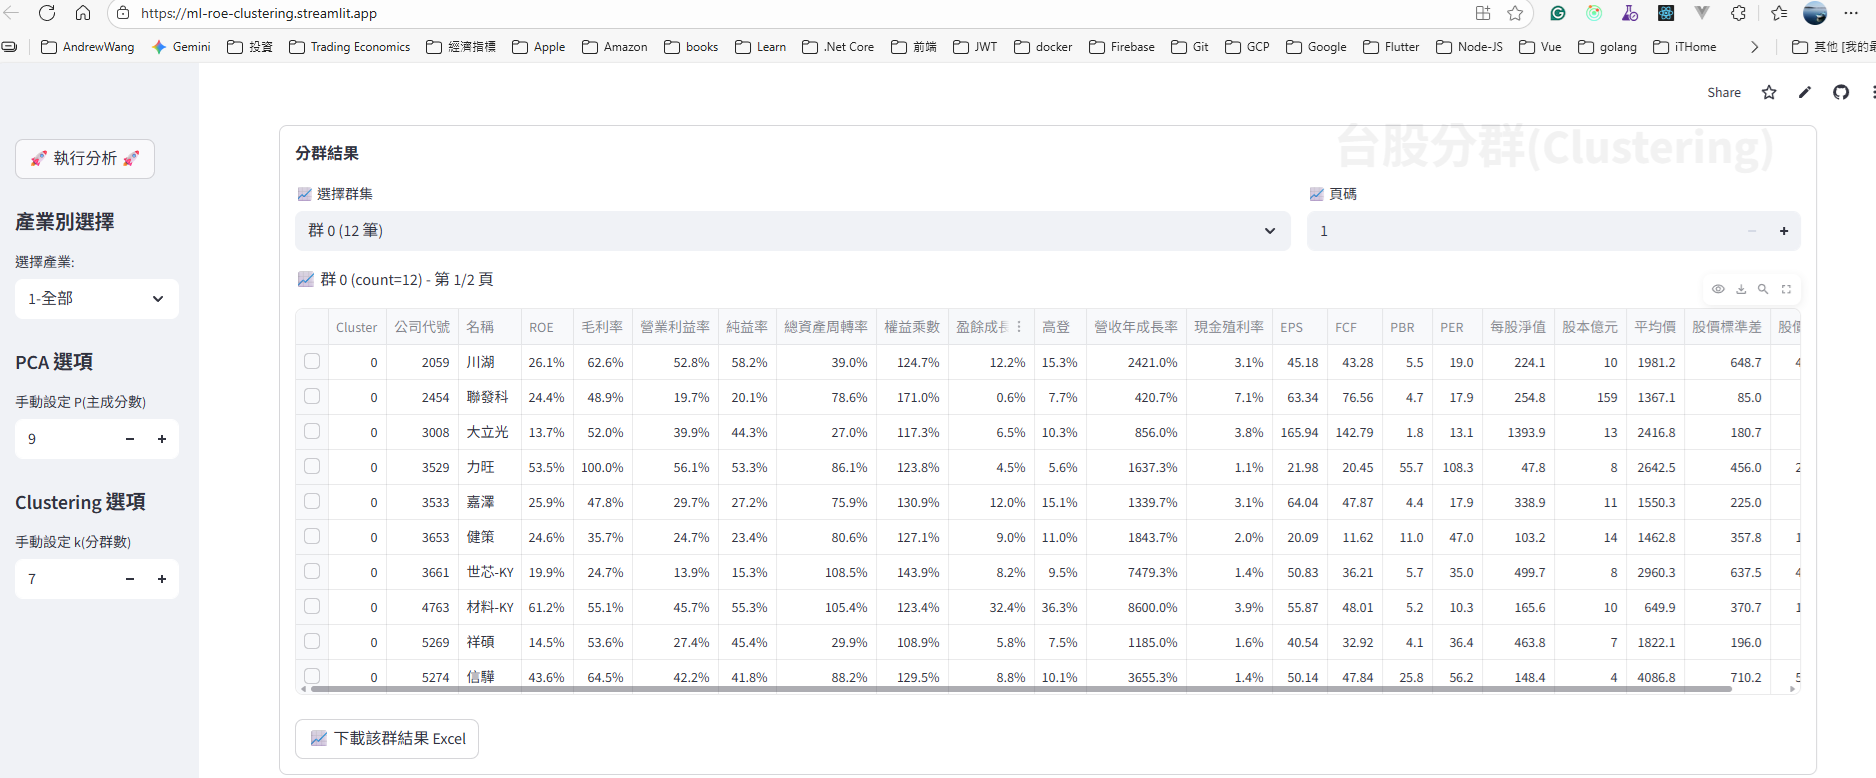 https://ml-roe-clustering.streamlit.app
AndrewWang Gemini 投資 Trading Economics 經濟指標 Apple Amazon books Learn .Net Core 前端 JWT docker Firebase Git GCP Google Flutter Node-JS Vue golang iTHome 其他 [我的最
Share
台股分群(Clustering)
執行分析
產業別選擇
選擇產業:
1-全部
PCA 選項
手動設定 P(主成分數)
9 − +
Clustering 選項
手動設定 k(分群數)
7 − +
分群結果
選擇群集 頁碼
群 0 (12 筆) 1 − +
群 0 (count=12) - 第 1/2 頁
Cluster 公司代號 名稱 ROE 毛利率 營業利益率 純益率 總資產周轉率 權益乘數 盈餘成長 高登 營收年成長率 現金殖利率 EPS FCF PBR PER 每股淨值 股本億元 平均價 股價標準差 股價
0 2059 川湖 26.1% 62.6% 52.8% 58.2% 39.0% 124.7% 12.2% 15.3% 2421.0% 3.1% 45.18 43.28 5.5 19.0 224.1 10 1981.2 648.7 4
0 2454 聯發科 24.4% 48.9% 19.7% 20.1% 78.6% 171.0% 0.6% 7.7% 420.7% 7.1% 63.34 76.56 4.7 17.9 254.8 159 1367.1 85.0
0 3008 大立光 13.7% 52.0% 39.9% 44.3% 27.0% 117.3% 6.5% 10.3% 856.0% 3.8% 165.94 142.79 1.8 13.1 1393.9 13 2416.8 180.7
0 3529 力旺 53.5% 100.0% 56.1% 53.3% 86.1% 123.8% 4.5% 5.6% 1637.3% 1.1% 21.98 20.45 55.7 108.3 47.8 8 2642.5 456.0 2
0 3533 嘉澤 25.9% 47.8% 29.7% 27.2% 75.9% 130.9% 12.0% 15.1% 1339.7% 3.1% 64.04 47.87 4.4 17.9 338.9 11 1550.3 225.0
0 3653 健策 24.6% 35.7% 24.7% 23.4% 80.6% 127.1% 9.0% 11.0% 1843.7% 2.0% 20.09 11.62 11.0 47.0 103.2 14 1462.8 357.8 1
0 3661 世芯-KY 19.9% 24.7% 13.9% 15.3% 108.5% 143.9% 8.2% 9.5% 7479.3% 1.4% 50.83 36.21 5.7 35.0 499.7 8 2960.3 637.5 4
0 4763 材料-KY 61.2% 55.1% 45.7% 55.3% 105.4% 123.4% 32.4% 36.3% 8600.0% 3.9% 55.87 48.01 5.2 10.3 165.6 10 649.9 370.7 1
0 5269 祥碩 14.5% 53.6% 27.4% 45.4% 29.9% 108.9% 5.8% 7.5% 1185.0% 1.6% 40.54 32.92 4.1 36.4 463.8 7 1822.1 196.0
0 5274 信驊 43.6% 64.5% 42.2% 41.8% 88.2% 129.5% 8.8% 10.1% 3655.3% 1.4% 50.14 47.84 25.8 56.2 148.4 4 4086.8 710.2 5
下載該群結果 Excel